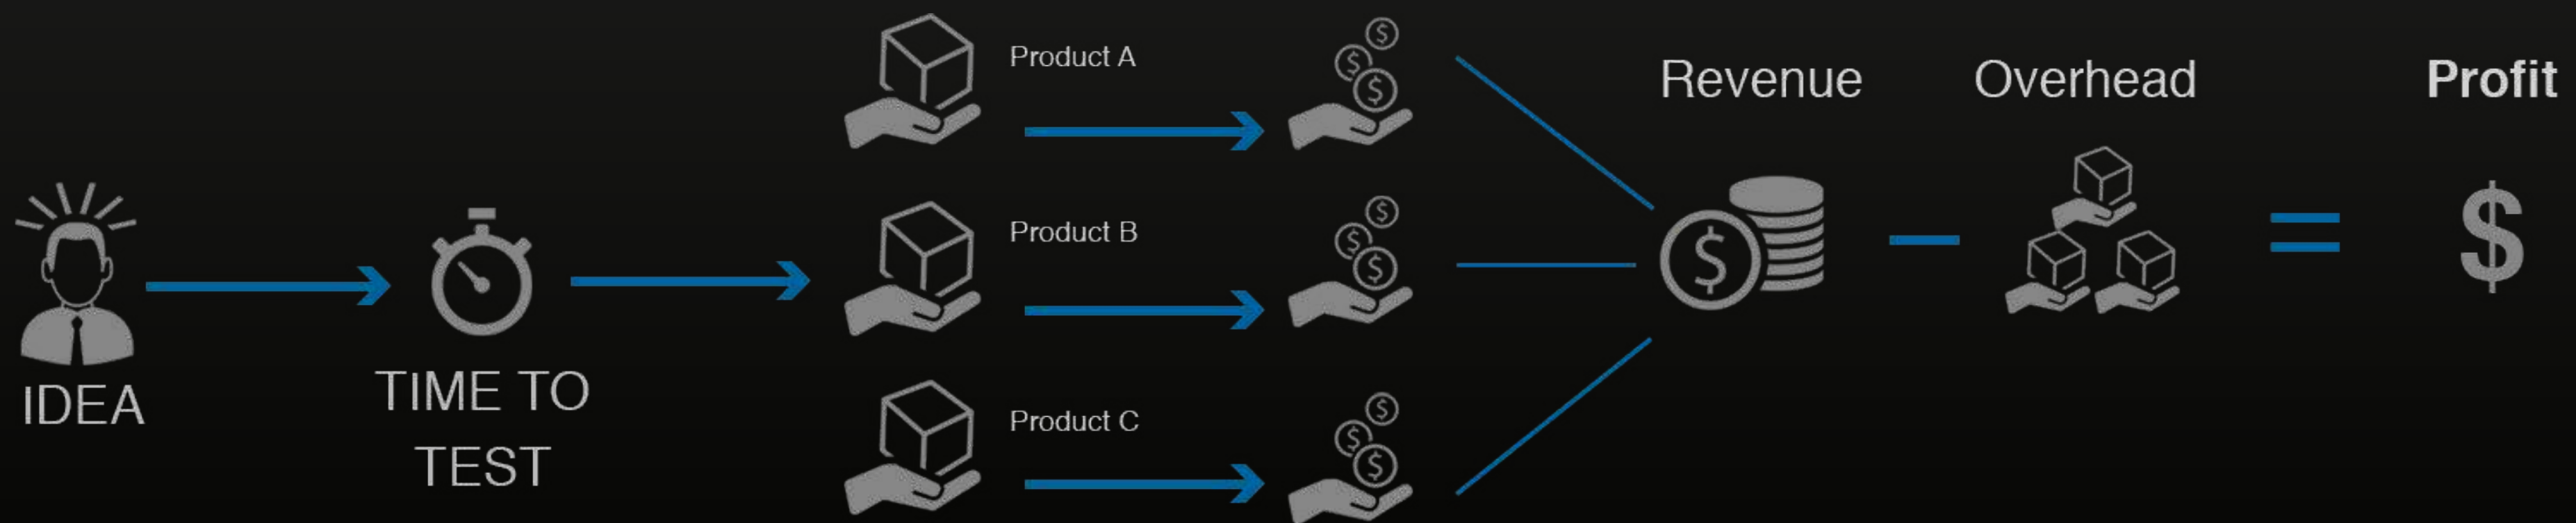 IDEA
TIME TO
TEST
Product A
Product B
Product C
Revenue
Overhead
Profit
$